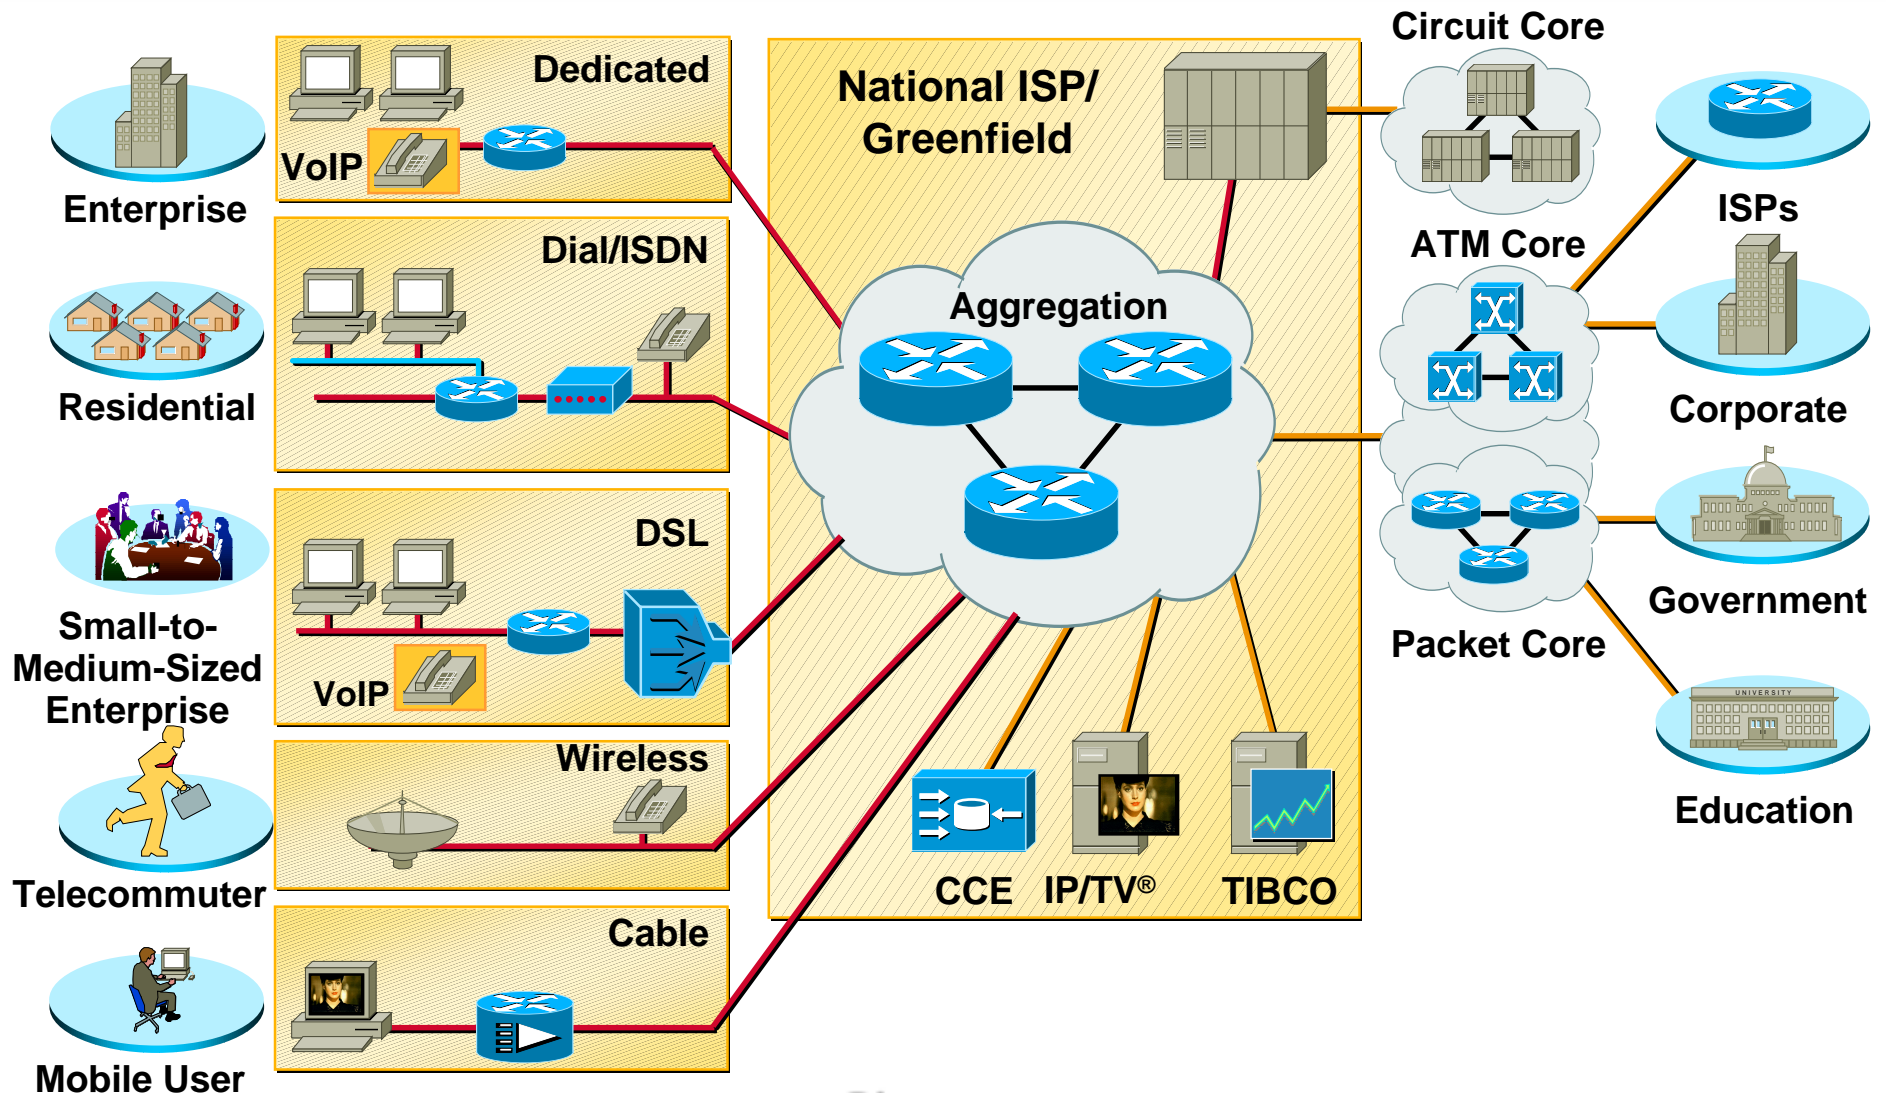 Enterprise
Residential
Small-to-
Medium-Sized
Enterprise
Telecommuter
Mobile User
Dedicated
VoIP
Dial/ISDN
DSL
VoIP
Wireless
Cable
National ISP/
Greenfield
Aggregation
CCE
IP/TV®
TIBCO
Circuit Core
ATM Core
Packet Core
ISPs
Corporate
Government
UNIVERSITY
Education